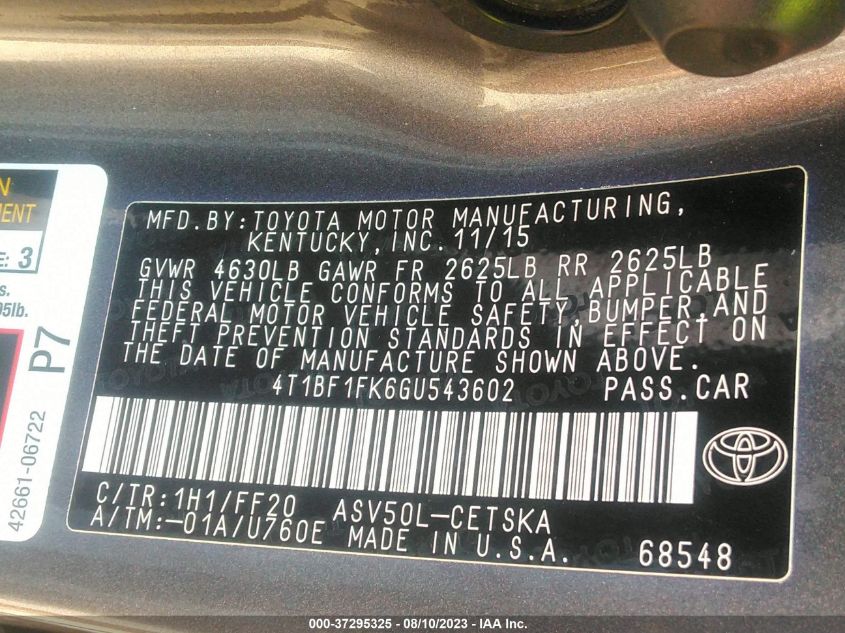 MFD.BY:TOYOTA MOTOR MANUFACTURING,
KENTUCKY,INC.11/15
GVWR 4630LB GAWR FR 2625LB RR 2625LB
THIS VEHICLE CONFORMS TO ALL APPLICABLE
FEDERAL MOTOR VEHICLE SAFETY,BUMPER,AND
THEFT PREVENTION STANDARDS IN EFFECT ON
THE DATE OF MANUFACTURE SHOWN ABOVE.
4T1BF1FK6GU543602 PASS.CAR
C/TR:1H1/FF20 ASV50L-CETSKA
A/TM:-01A/U760E MADE IN U.S.A. 68548
E: 3
P7
42661-06722
000-37295325 - 08/10/2023 - IAA Inc.